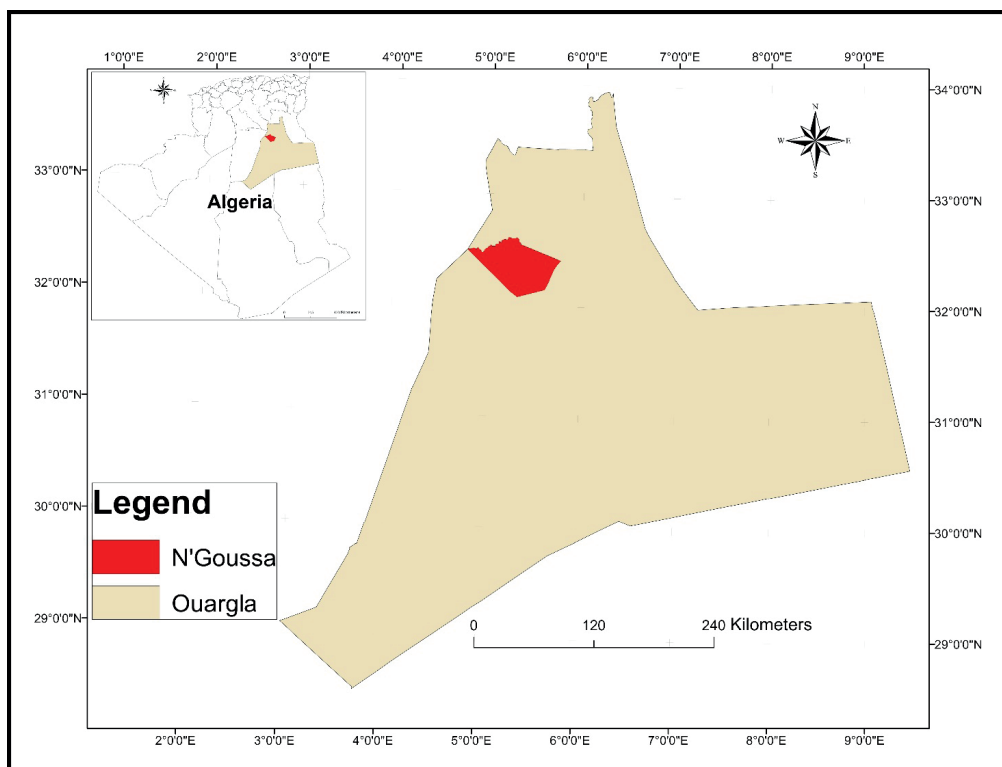 1°0'0"E 2°0'0"E 3°0'0"E 4°0'0"E 5°0'0"E 6°0'0"E 7°0'0"E 8°0'0"E 9°0'0"E
34°0'0"N
33°0'0"N
33°0'0"N
32°0'0"N
32°0'0"N
31°0'0"N
31°0'0"N
30°0'0"N
30°0'0"N
29°0'0"N
29°0'0"N
Algeria
N
W E
S
Legend
N'Goussa
Ouargla
0 120 240 Kilometers
2°0'0"E 3°0'0"E 4°0'0"E 5°0'0"E 6°0'0"E 7°0'0"E 8°0'0"E 9°0'0"E